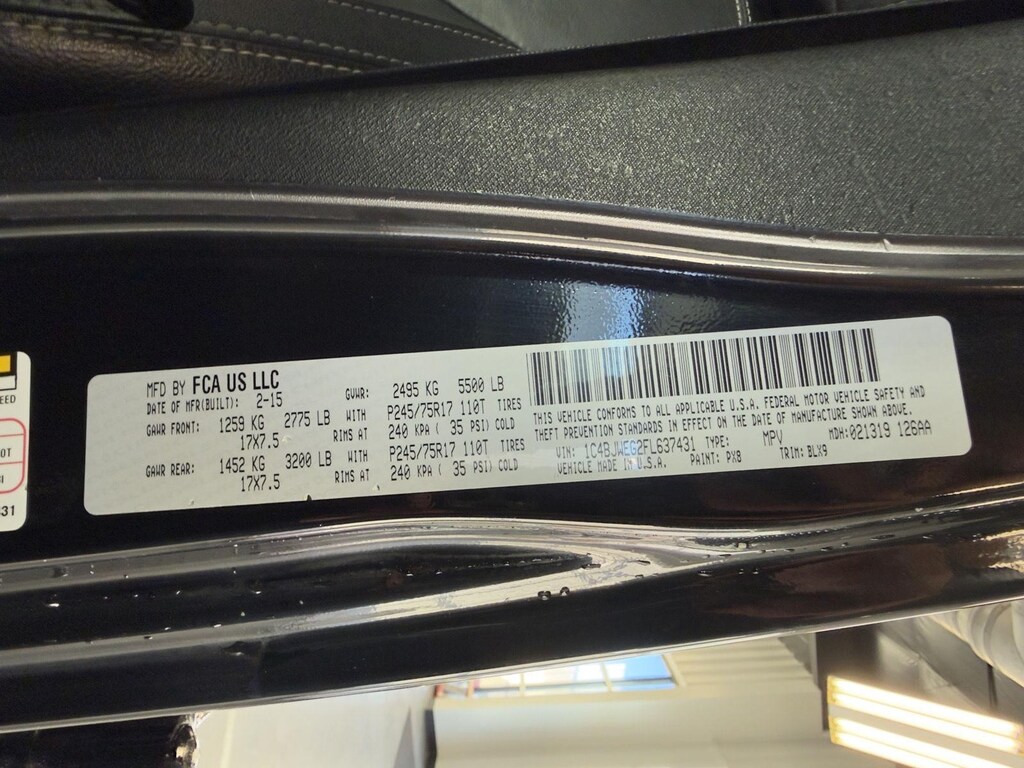 MFD BY FCA US LLC
DATE OF MFR(BUILT): 2-15
GVWR: 2495 KG 5500 LB
GAWR FRONT: 1259 KG 2775 LB WITH P245/75R17 110T TIRES
17X7.5 RIMS AT 240 KPA ( 35 PSI) COLD
GAWR REAR: 1452 KG 3200 LB WITH P245/75R17 110T TIRES
17X7.5 RIMS AT 240 KPA ( 35 PSI) COLD
THIS VEHICLE CONFORMS TO ALL APPLICABLE U.S.A. FEDERAL MOTOR VEHICLE SAFETY AND
THEFT PREVENTION STANDARDS IN EFFECT ON THE DATE OF MANUFACTURE SHOWN ABOVE.
VIN: 1C4BJWEG2FL637431 TYPE: MPV MDH:021319 126AA
VEHICLE MADE IN U.S.A. PAINT: PX8 TRIM: BLX9
EED
OT
31